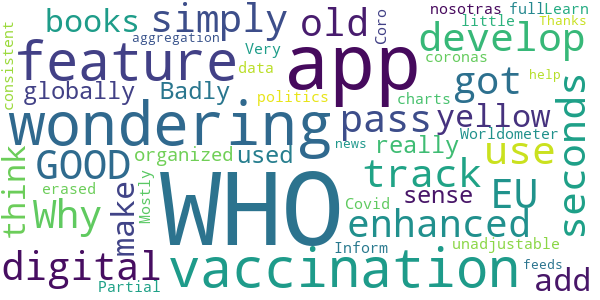 books simply old nosotras fullLearn
aggregation Coro Very little Thanks
feature app develop
consistent globally Badly data got coronas
politics charts help
wondering pass yellow seconds
GOOD organized used news really Worldometer use
think Why make erased Mostly WHO track sense EU
Covid enhanced
Inform unadjustable
digital Partial vaccination feeds add